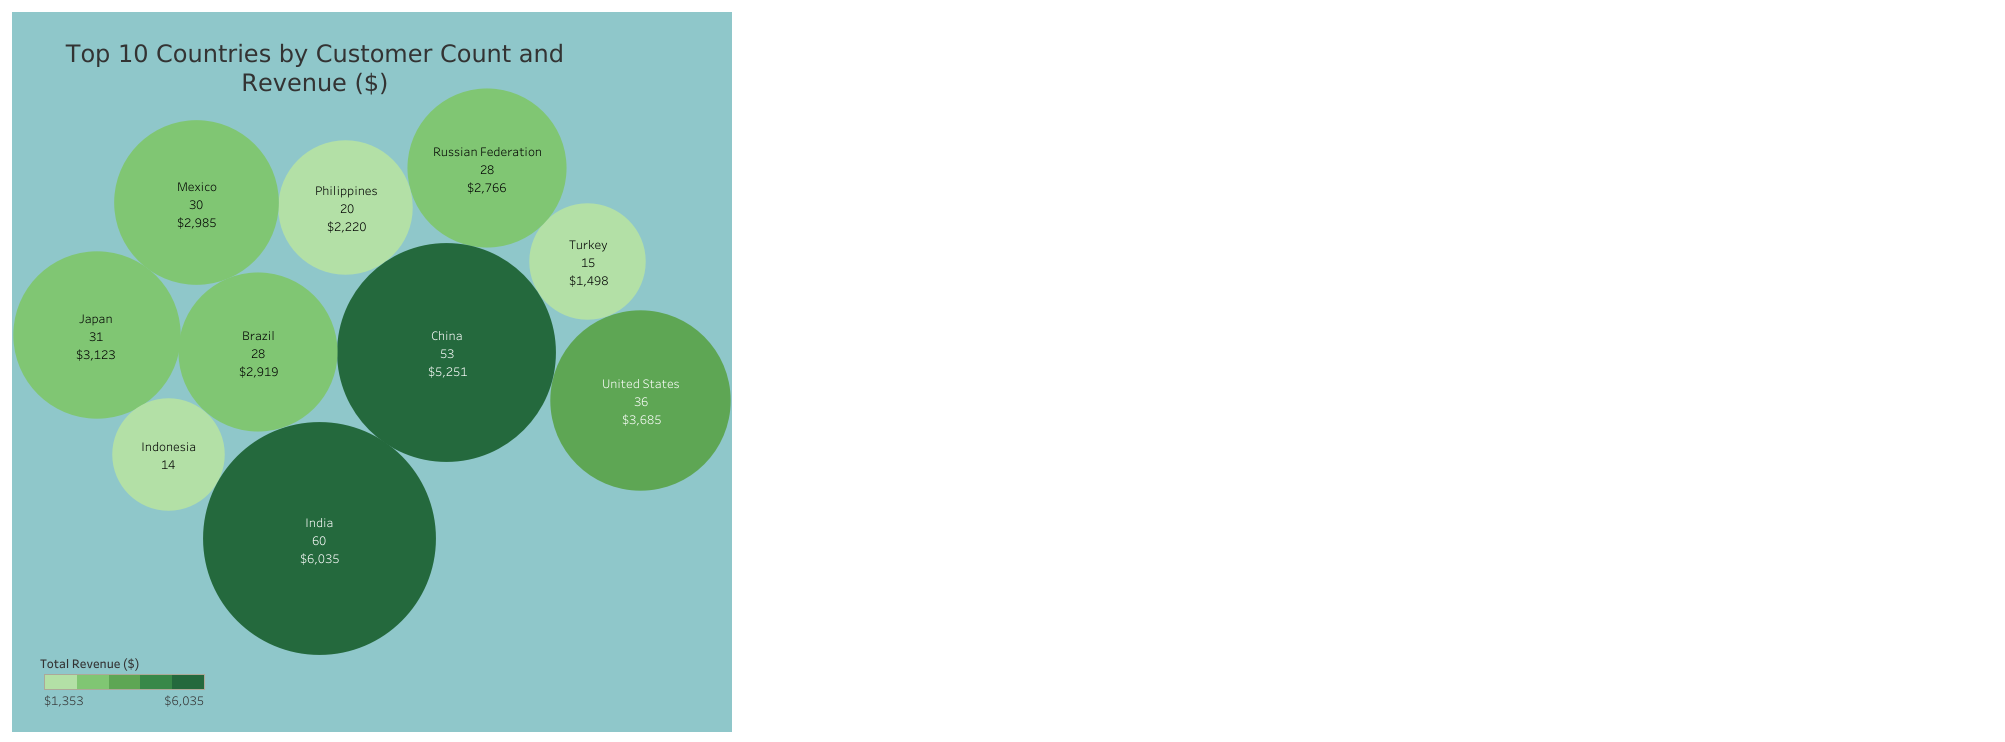 Top 10 Countries by Customer Count and
Revenue ($)
Russian Federation
28
$2,766
Mexico
30
$2,985
Philippines
20
$2,220
Turkey
15
$1,498
Japan
31
$3,123
Brazil
28
$2,919
China
53
$5,251
United States
36
$3,685
Indonesia
14
India
60
$6,035
Total Revenue ($)
$1,353
$6,035